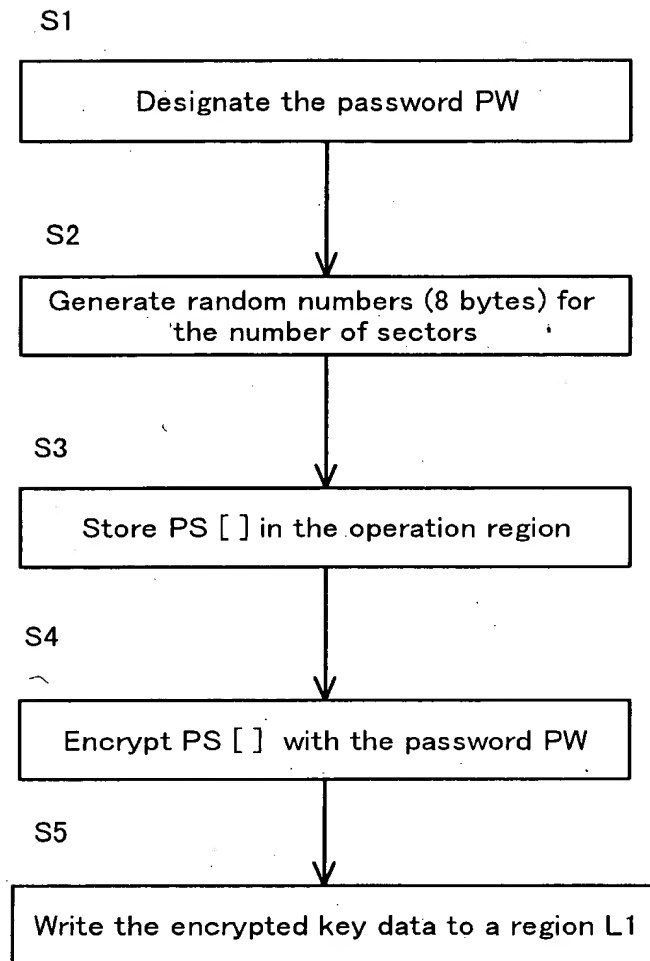 S1
Designate the password PW
S2
Generate random numbers (8 bytes) for
the number of sectors
S3
Store PS [ ] in the operation region
S4
Encrypt PS [ ] with the password PW
S5
Write the encrypted key data to a region L1